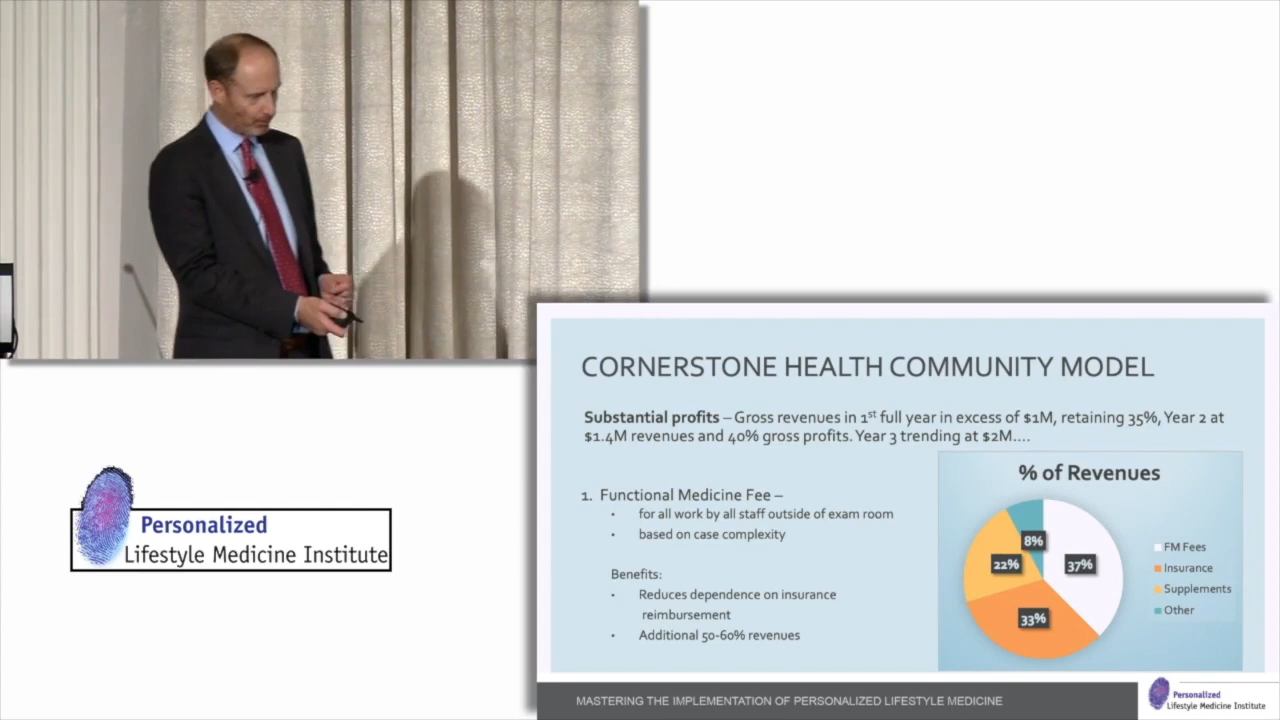 CORNERSTONE HEALTH COMMUNITY MODEL
Substantial profits – Gross revenues in 1st full year in excess of $1M, retaining 35%, Year 2 at
$1.4M revenues and 40% gross profits. Year 3 trending at $2M....
1. Functional Medicine Fee –
• for all work by all staff outside of exam room
• based on case complexity
Benefits:
• Reduces dependence on insurance
reimbursement
• Additional 50-60% revenues
% of Revenues
8%
22%
37%
33%
FM Fees
Insurance
Supplements
Other
Personalized
Lifestyle Medicine Institute
MASTERING THE IMPLEMENTATION OF PERSONALIZED LIFESTYLE MEDICINE
Personalized
Lifestyle Medicine Institute